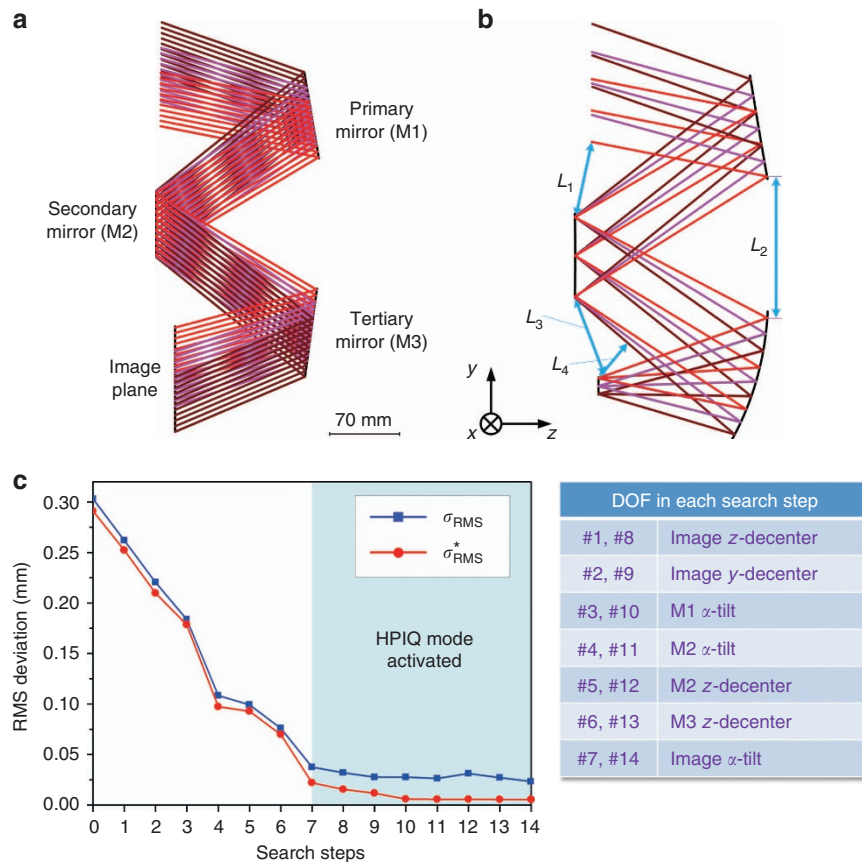 a
Primary
mirror (M1)
Secondary
mirror (M2)
Tertiary
mirror (M3)
Image
plane
70 mm
b
L1
L2
L3
L4
y
x
z
c
RMS deviation (mm)
0.30
0.25
0.20
0.15
0.10
0.05
0.00
0 1 2 3 4 5 6 7 8 9 10 11 12 13 14
Search steps
σRMS
σ*RMS
HPIQ mode
activated
DOF in each search step
#1, #8 Image z-decenter
#2, #9 Image y-decenter
#3, #10 M1 α-tilt
#4, #11 M2 α-tilt
#5, #12 M2 z-decenter
#6, #13 M3 z-decenter
#7, #14 Image α-tilt